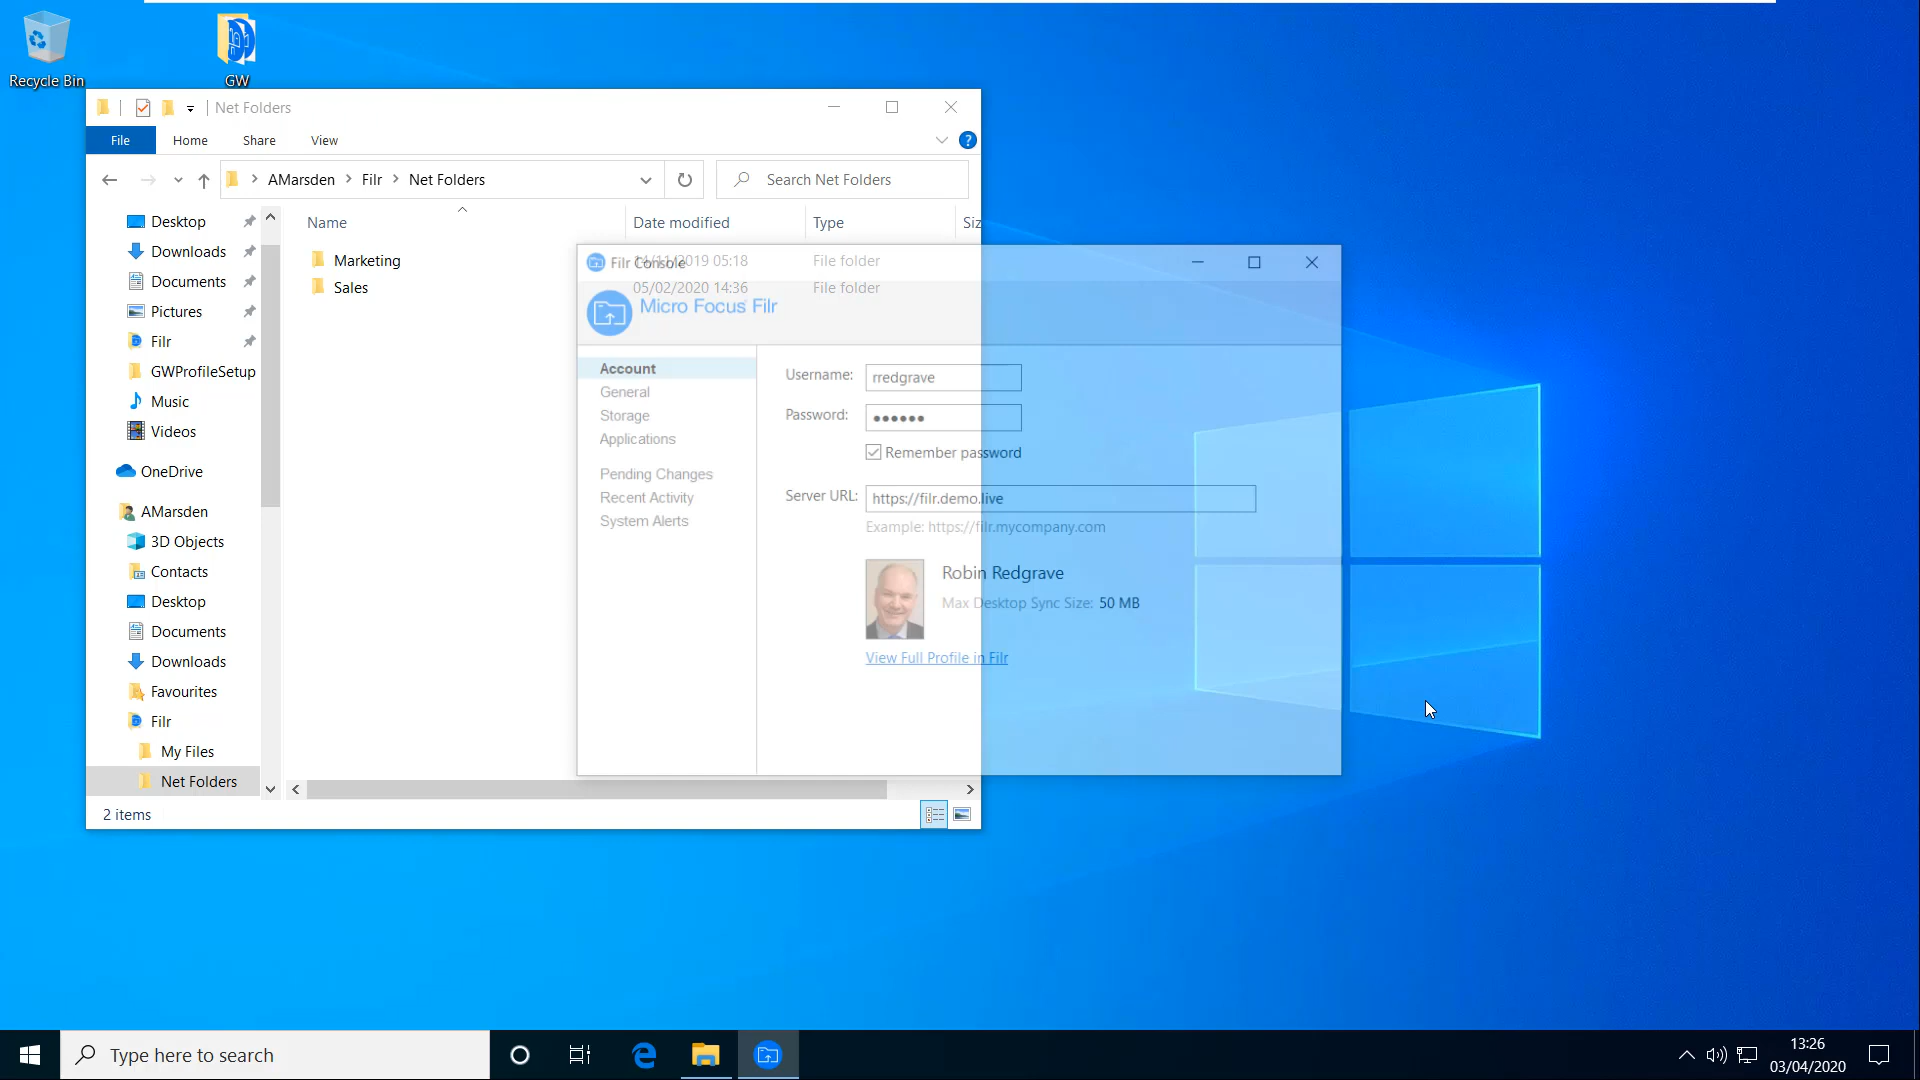 Recycle Bin
GW
Net Folders
File
Home
Share
View
AMarsden
Filr
Net Folders
Search Net Folders
Name
Date modified
Type
Siz
Desktop
Downloads
Documents
Pictures
Filr
GWProfileSetup
Music
Videos
OneDrive
AMarsden
3D Objects
Contacts
Desktop
Documents
Downloads
Favourites
Filr
My Files
Net Folders
Marketing
14/11/2019 05:18
File folder
Sales
05/02/2020 14:36
File folder
2 items
Filr Console
Micro Focus Filr
Account
General
Storage
Applications
Pending Changes
Recent Activity
System Alerts
Username:
rredgrave
Password:
Remember password
Server URL:
https://filr.demo.live
Example: https://filr.mycompany.com
Robin Redgrave
Max Desktop Sync Size: 50 MB
View Full Profile in Filr
Type here to search
13:26
03/04/2020